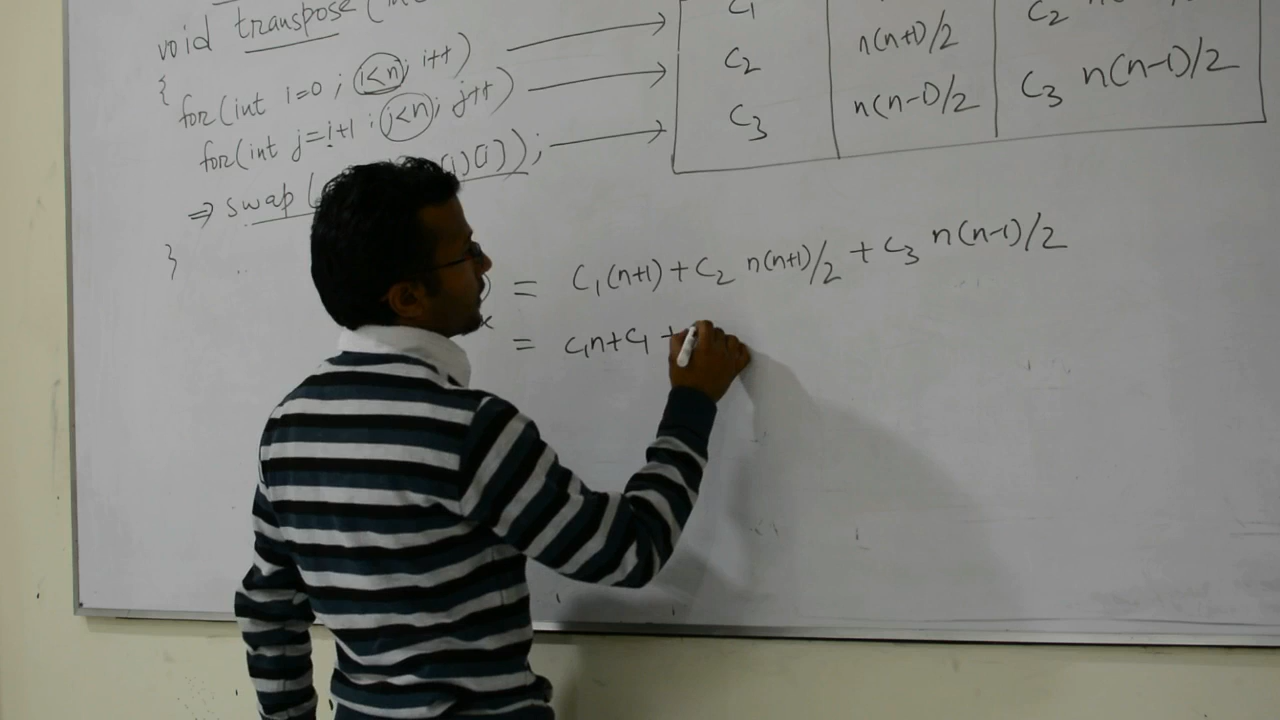 void transpose (int
{
for(int i=0 ; i<n; i++)
for(int j=i+1 ; j<n; j++)
⇒ swap ( )(i));
}
C1
C2 n(n+1)/2 C2
C3 n(n-1)/2 C3 n(n-1)/2
) = C1(n+1) + C2 n(n+1)/2 + C3 n(n-1)/2
= C1n+C1 +